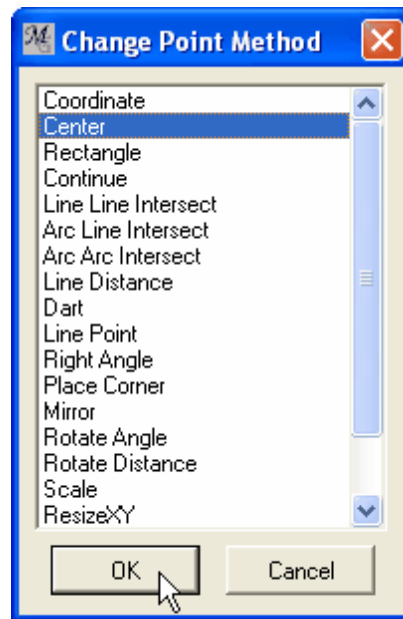 Change Point Method
Coordinate
Center
Rectangle
Continue
Line Line Intersect
Arc Line Intersect
Arc Arc Intersect
Line Distance
Dart
Line Point
Right Angle
Place Corner
Mirror
Rotate Angle
Rotate Distance
Scale
ResizeXY
OK Cancel